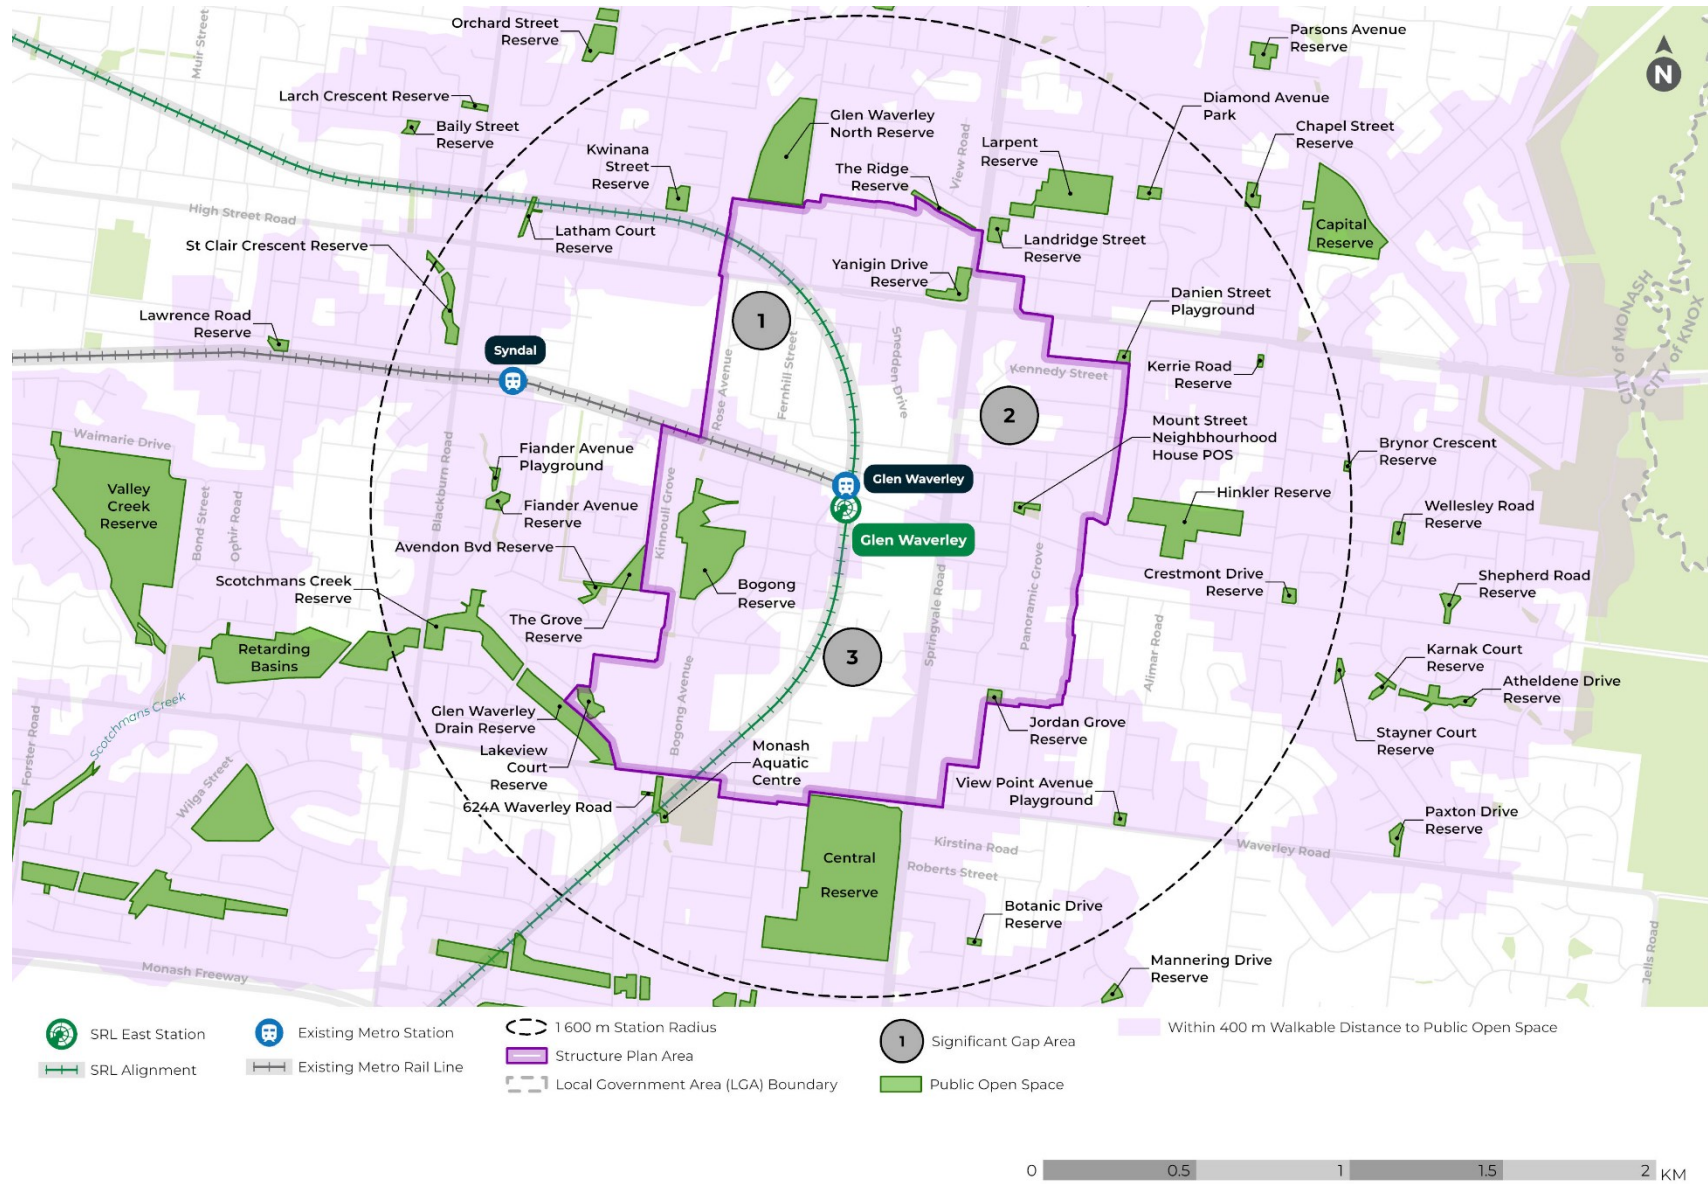 Orchard Street
Reserve
Muir Street
Parsons Avenue
Reserve
N
Larch Crescent Reserve
Baily Street
Reserve
Kwinana
Street
Reserve
Glen Waverley
North Reserve
The Ridge
Reserve
View Road
Larpent
Reserve
Diamond Avenue
Park
Chapel Street
Reserve
High Street Road
Latham Court
Reserve
St Clair Crescent Reserve
Landridge Street
Reserve
Capital
Reserve
Yanigin Drive
Reserve
Danien Street
Playground
Lawrence Road
Reserve
1
Syndal
Rose Avenue
Fernhill Street
Snedden Drive
Kennedy Street
Kerrie Road
Reserve
CITY of MONASH
CITY of KNOX
2
Mount Street
Neighbhourhood
House POS
Waimarie Drive
Blackburn Road
Fiander Avenue
Playground
Brynor Crescent
Reserve
Valley
Creek
Reserve
Bond Street
Ophir Road
Fiander Avenue
Reserve
Kinnoull Grove
Glen Waverley
Hinkler Reserve
Wellesley Road
Reserve
Avendon Bvd Reserve
Glen Waverley
Bogong
Reserve
Scotchmans Creek
Reserve
Crestmont Drive
Reserve
Shepherd Road
Reserve
The Grove
Reserve
Springvale Road
Panoramic Grove
Alimar Road
Retarding
Basins
3
Karnak Court
Reserve
Atheldene Drive
Reserve
Scotchmans Creek
Forster Road
Glen Waverley
Drain Reserve
Bogong Avenue
Lakeview
Court
Reserve
Monash
Aquatic
Centre
Jordan Grove
Reserve
Stayner Court
Reserve
Wilga Street
624A Waverley Road
View Point Avenue
Playground
Paxton Drive
Reserve
Kirstina Road
Waverley Road
Central
Reserve
Roberts Street
Botanic Drive
Reserve
Mannering Drive
Reserve
Jells Road
Monash Freeway
SRL East Station
Existing Metro Station
1 600 m Station Radius
1
Significant Gap Area
Within 400 m Walkable Distance to Public Open Space
SRL Alignment
Existing Metro Rail Line
Structure Plan Area
Local Government Area (LGA) Boundary
Public Open Space
0 0.5 1 1.5 2 KM